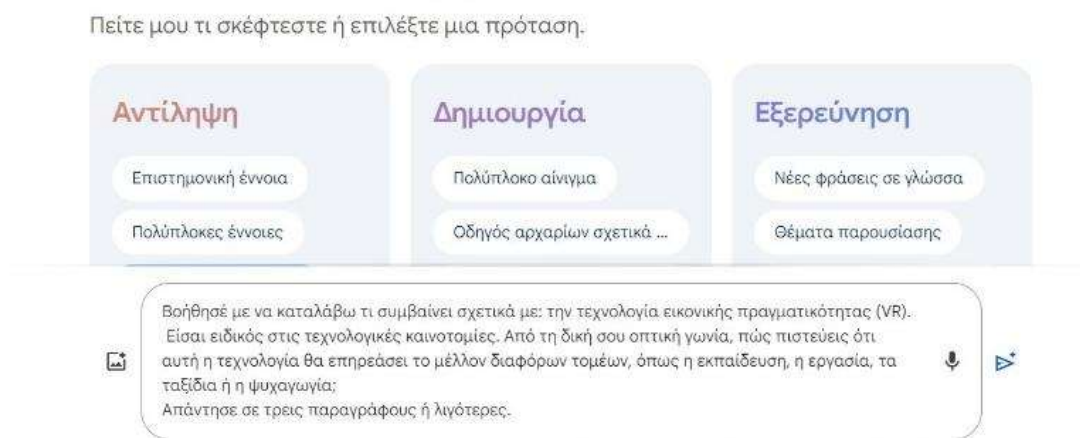 Πείτε μου τι σκέφτεστε ή επιλέξτε μια πρόταση.
Αντίληψη
Επιστημονική έννοια
Πολύπλοκες έννοιες
Δημιουργία
Πολύπλοκο αίνιγμα
Οδηγός αρχαρίων σχετικά ...
Εξερεύνηση
Νέες φράσεις σε γλώσσα
Θέματα παρουσίασης
Βοήθησέ με να καταλάβω τι συμβαίνει σχετικά με: την τεχνολογία εικονικής πραγματικότητας (VR).
Είσαι ειδικός στις τεχνολογικές καινοτομίες. Από τη δική σου οπτική γωνία, πώς πιστεύεις ότι
αυτή η τεχνολογία θα επηρεάσει το μέλλον διαφόρων τομέων, όπως η εκπαίδευση, η εργασία, τα
ταξίδια ή η ψυχαγωγία;
Απάντησε σε τρεις παραγράφους ή λιγότερες.